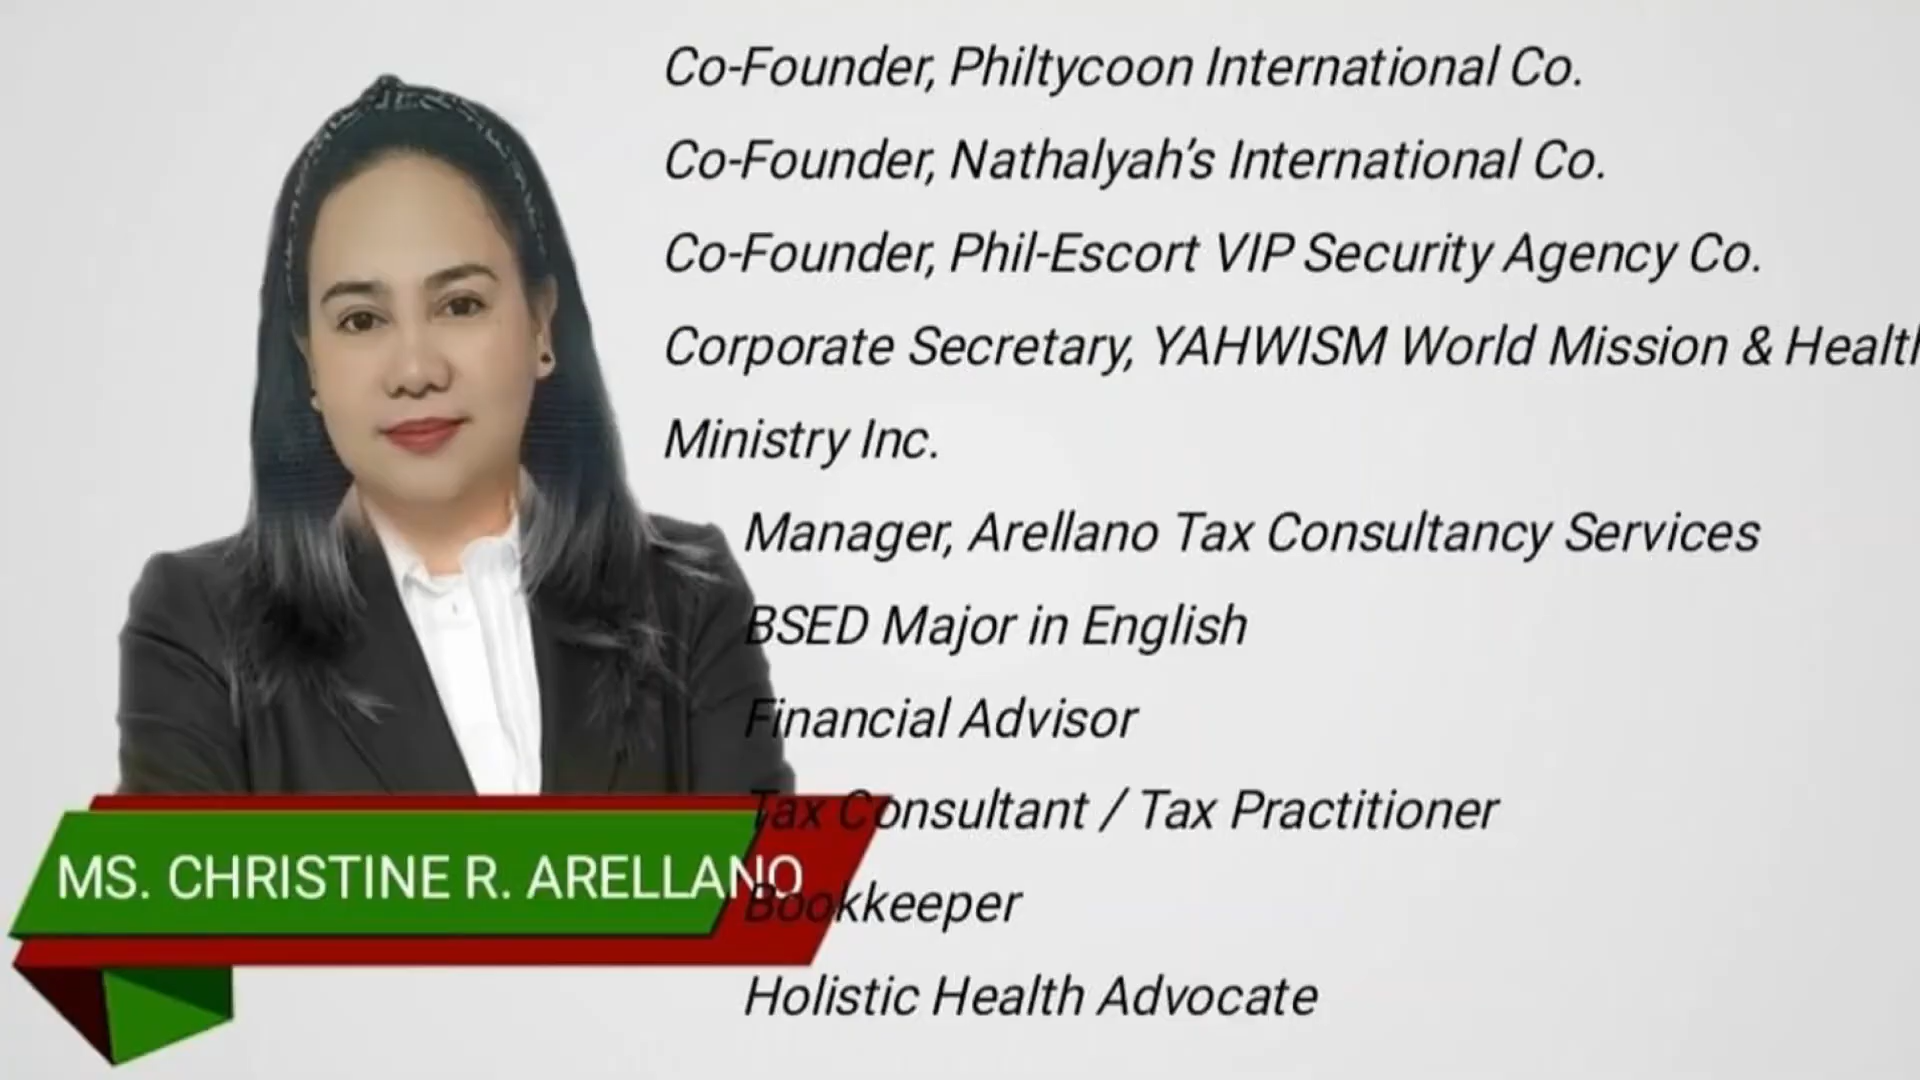 Co-Founder, Philtycoon International Co.
Co-Founder, Nathalyah's International Co.
Co-Founder, Phil-Escort VIP Security Agency Co.
Corporate Secretary, YAHWISM World Mission & Health
Ministry Inc.
Manager, Arellano Tax Consultancy Services
BSED Major in English
Financial Advisor
Tax Consultant / Tax Practitioner
MS. CHRISTINE R. ARELLANO
Bookkeeper
Holistic Health Advocate